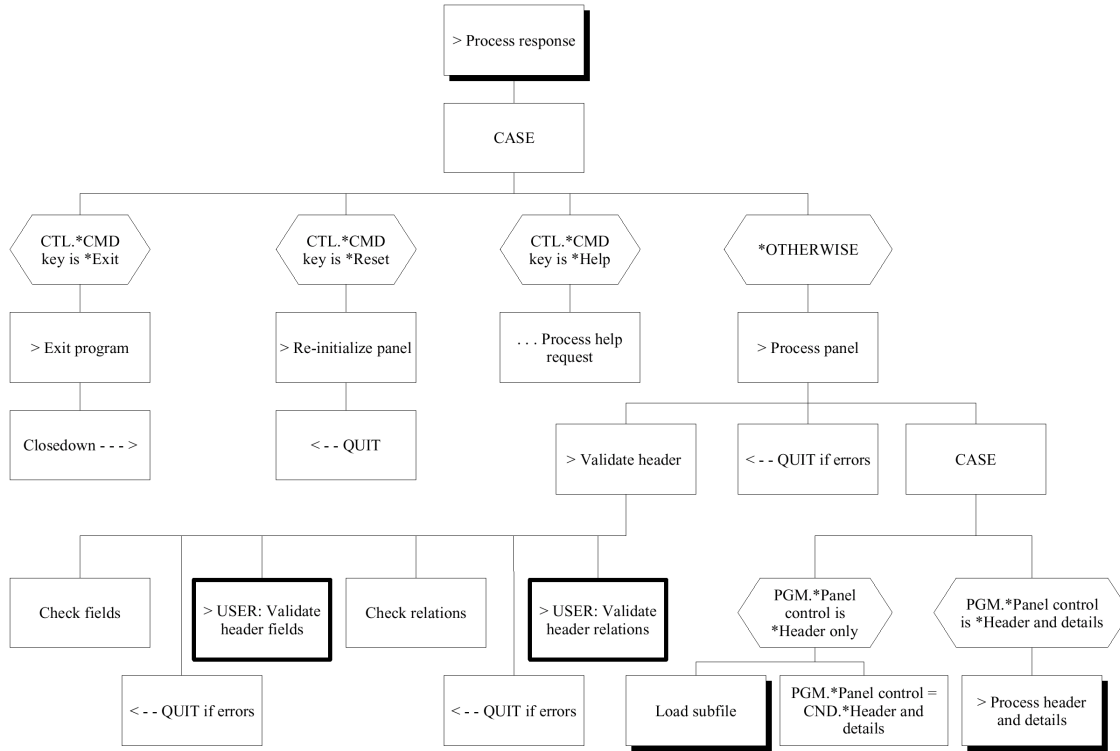 > Process response
CASE
CTL.*CMD
key is *Exit
CTL.*CMD
key is *Reset
CTL.*CMD
key is *Help
*OTHERWISE
> Exit program
> Re-initialize panel
. . . Process help
request
> Process panel
Closedown - - - >
< - - QUIT
> Validate header
< - - QUIT if errors
CASE
Check fields
> USER: Validate
header fields
Check relations
> USER: Validate
header relations
PGM.*Panel
control is
*Header only
PGM.*Panel control
is *Header and details
< - - QUIT if errors
< - - QUIT if errors
Load subfile
PGM.*Panel control =
CND.*Header and
details
> Process header
and details